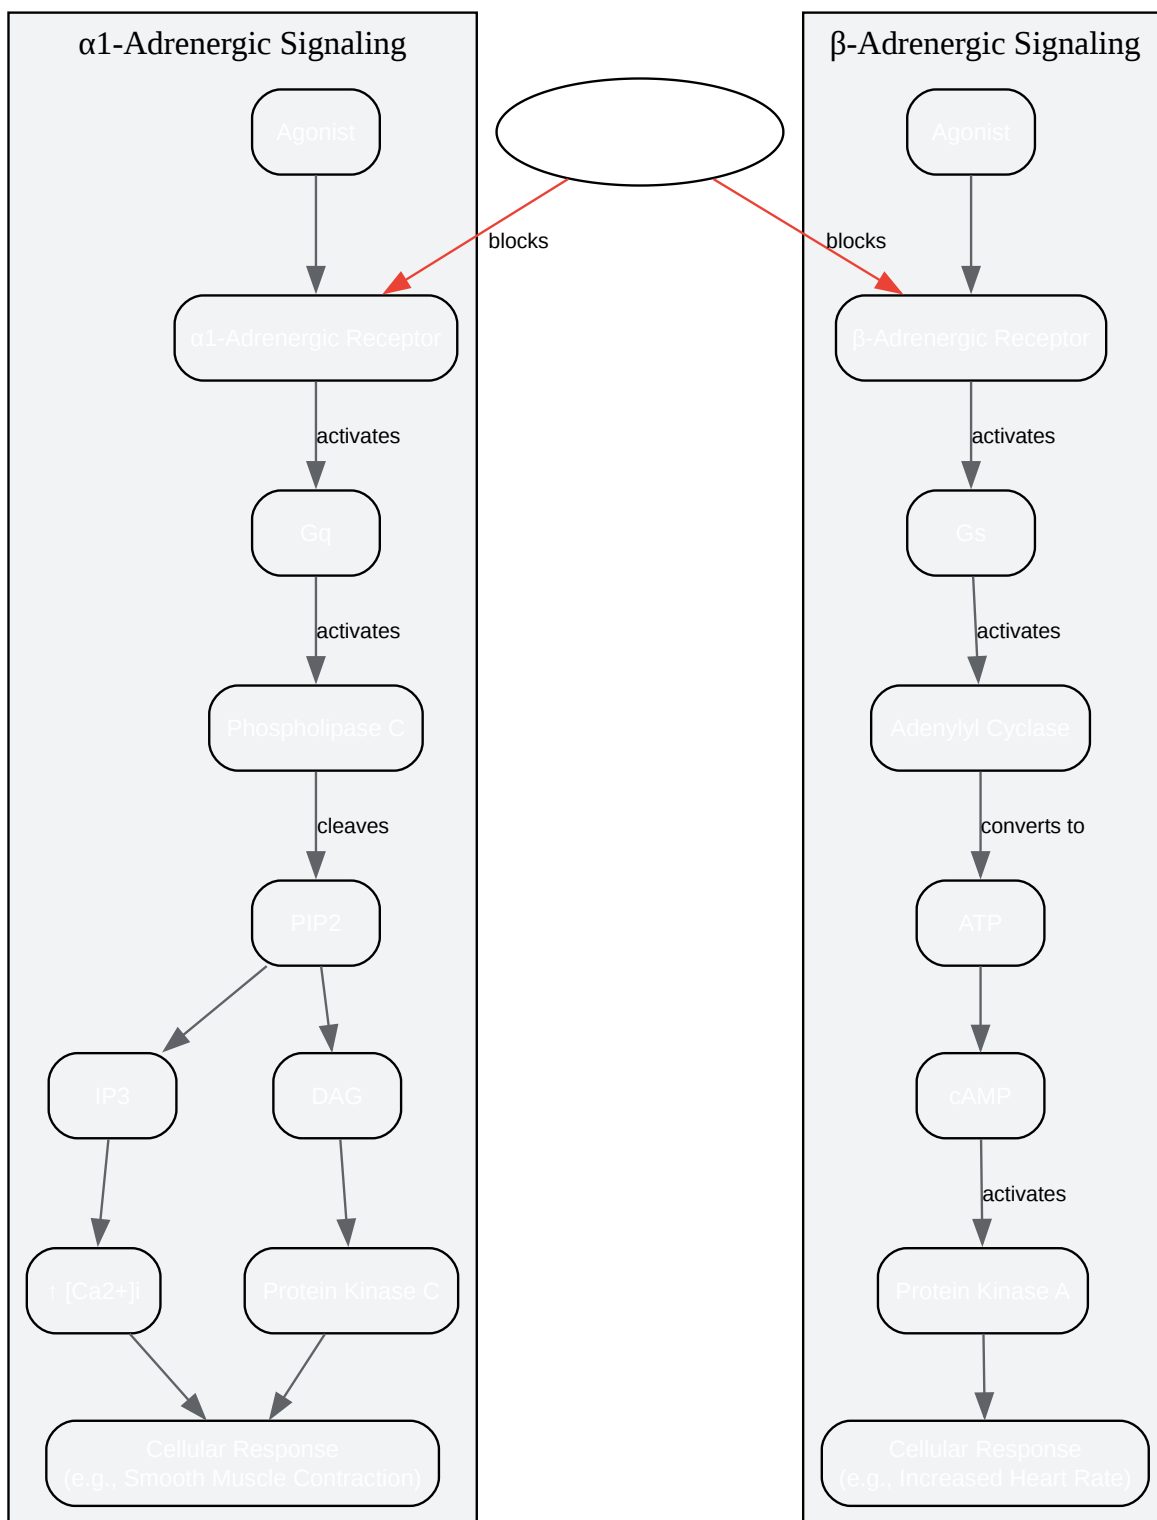 α1-Adrenergic Signaling
β-Adrenergic Signaling
Agonist
Agonist
blocks
blocks
α1-Adrenergic Receptor
β-Adrenergic Receptor
activates
activates
Gq
Gs
activates
activates
Phospholipase C
Adenylyl Cyclase
cleaves
converts to
PIP2
ATP
IP3
DAG
cAMP
activates
↑ [Ca2+]i
Protein Kinase C
Protein Kinase A
Cellular Response
(e.g., Smooth Muscle Contraction)
Cellular Response
(e.g., Increased Heart Rate)